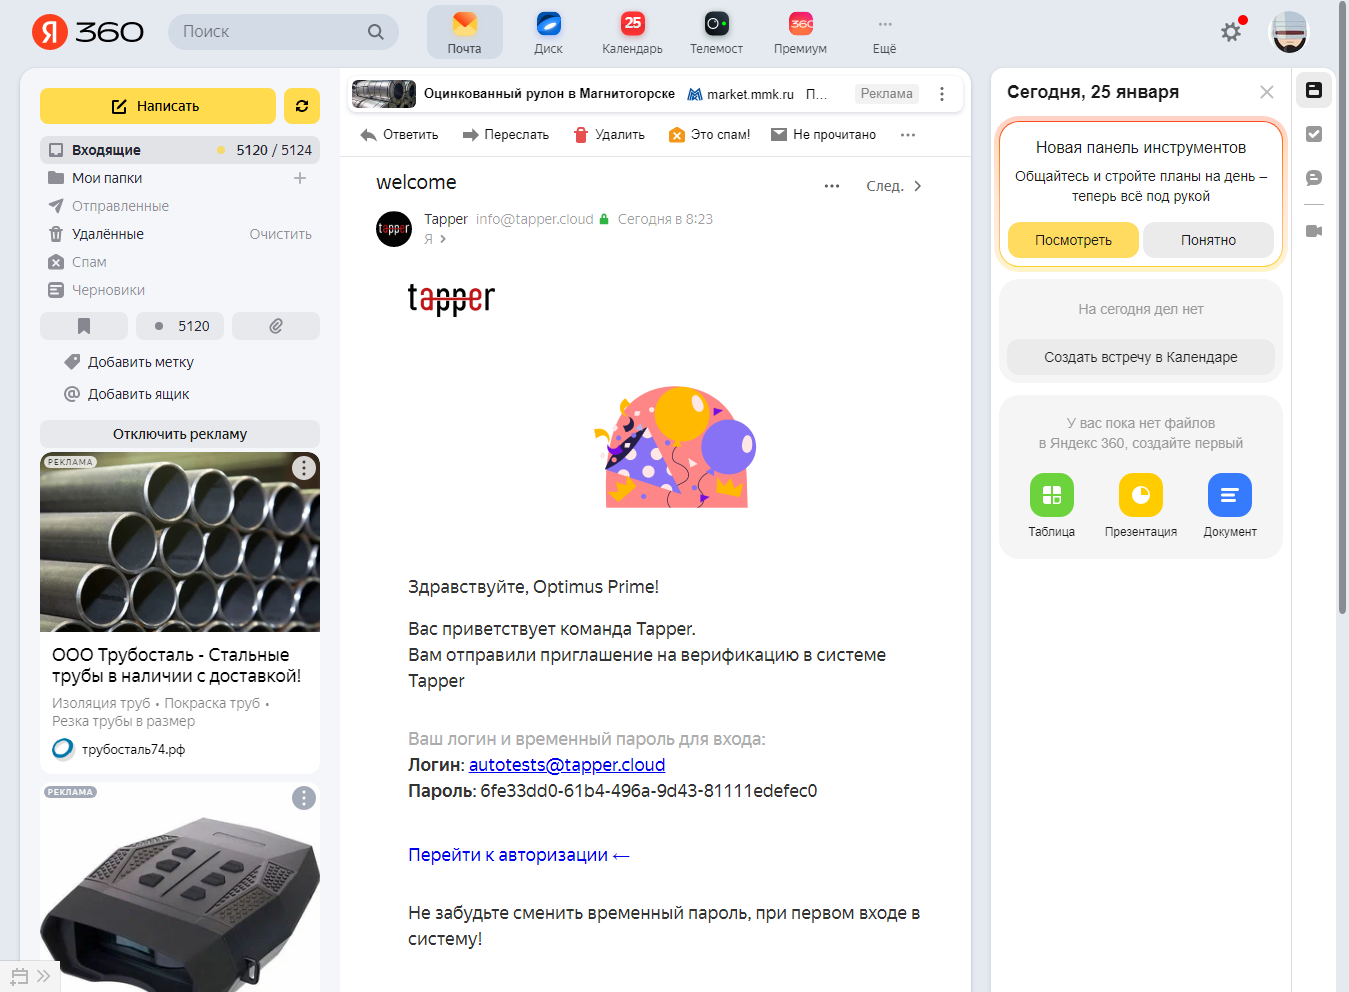 Я 360
Поиск
Почта
Диск
25
Календарь
Телемост
360
Премиум
Ещё
Написать
Входящие
5120 / 5124
Мои папки
Отправленные
Удалённые
Очистить
Спам
Черновики
5120
Добавить метку
Добавить ящик
Отключить рекламу
РЕКЛАМА
ООО Трубосталь - Стальные
трубы в наличии с доставкой!
Изоляция труб • Покраска труб •
Резка трубы в размер
трубосталь74.рф
РЕКЛАМА
Оцинкованный рулон в Магнитогорске
market.mmk.ru
П...
Реклама
Ответить
Переслать
Удалить
Это спам!
Не прочитано
welcome
След.
tapper
Tapper info@tapper.cloud Сегодня в 8:23
Я
tapper
Здравствуйте, Optimus Prime!
Вас приветствует команда Tapper.
Вам отправили приглашение на верификацию в системе
Tapper
Ваш логин и временный пароль для входа:
Логин: autotests@tapper.cloud
Пароль: 6fe33dd0-61b4-496a-9d43-81111edefec0
Перейти к авторизации ←
Не забудьте сменить временный пароль, при первом входе в
систему!
Сегодня, 25 января
Новая панель инструментов
Общайтесь и стройте планы на день –
теперь всё под рукой
Посмотреть
Понятно
На сегодня дел нет
Создать встречу в Календаре
У вас пока нет файлов
в Яндекс 360, создайте первый
Таблица
Презентация
Документ